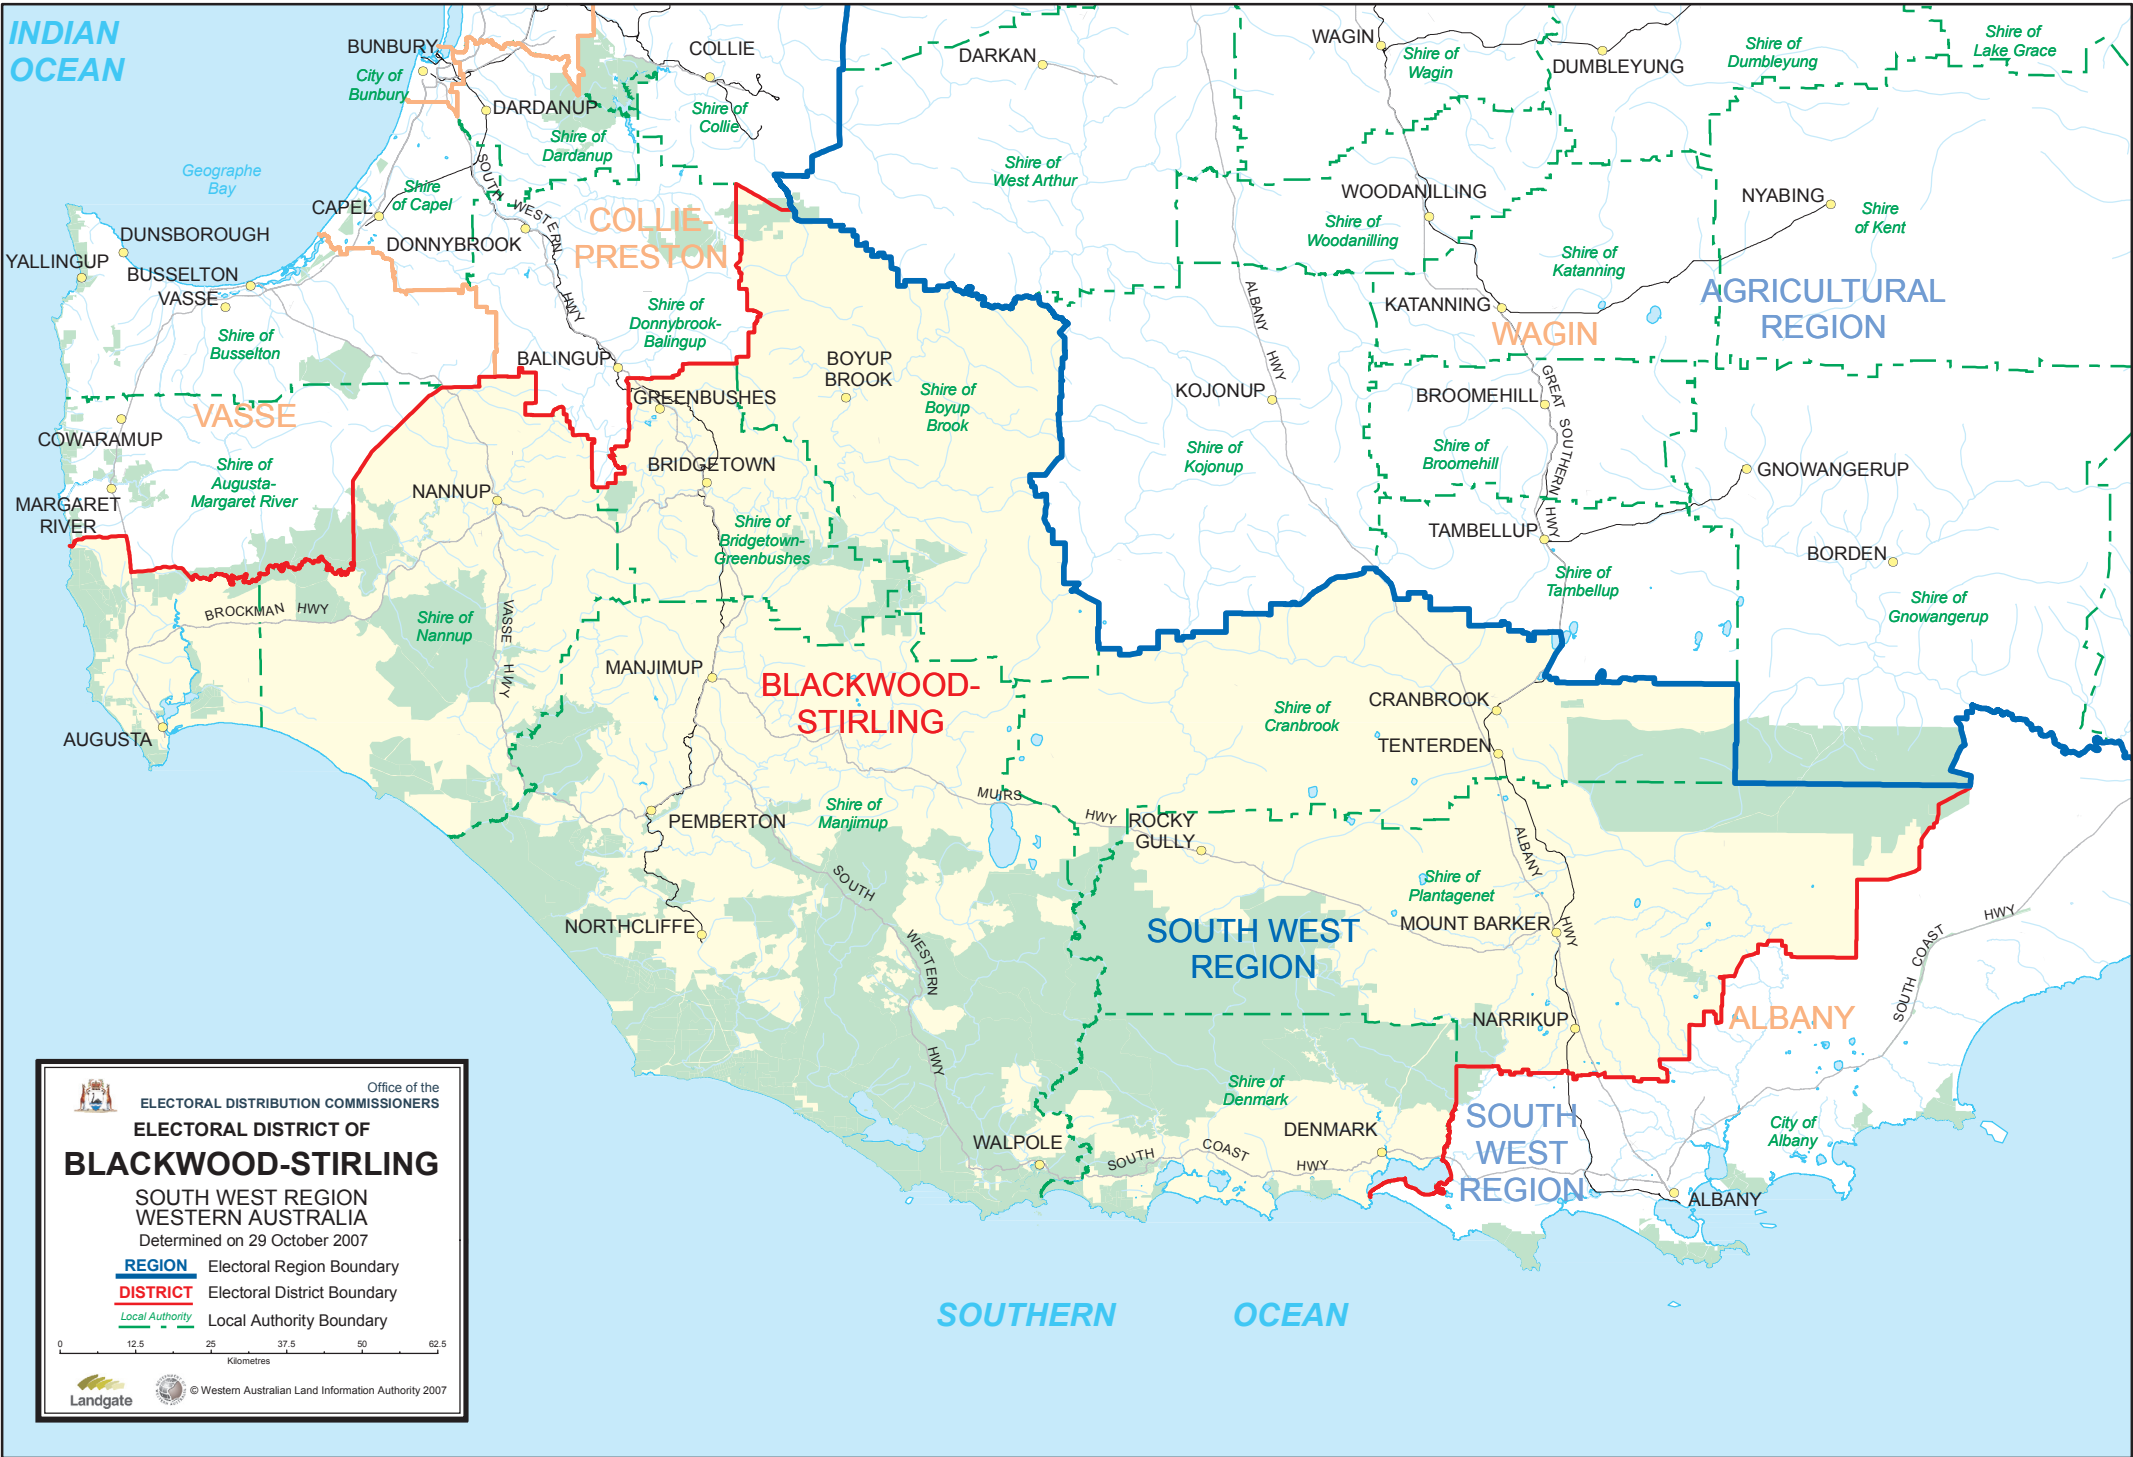 INDIAN
OCEAN
BUNBURY
City of
Bunbury
COLLIE
DARDANUP
Shire of
Collie
Shire of
Dardanup
DARKAN
WAGIN
Shire of
Wagin
DUMBLEYUNG
Shire of
Dumbleyung
Shire of
Lake Grace
Geographe
Bay
CAPEL
Shire
of Capel
SOUTH
WESTERN
HWY
DONNYBROOK
COLLIE-
PRESTON
Shire of
West Arthur
WOODANILLING
Shire of
Woodanilling
Shire of
Katanning
NYABING
Shire
of Kent
DUNSBOROUGH
YALLINGUP
BUSSELTON
VASSE
Shire of
Busselton
Shire of
Donnybrook-
Balingup
ALBANY
HWY
KATANNING
WAGIN
AGRICULTURAL
REGION
BALINGUP
GREENBUSHES
BOYUP
BROOK
Shire of
Boyup
Brook
KOJONUP
Shire of
Kojonup
BROOMEHILL
Shire of
Broomehill
GREAT
SOUTHERN
HWY
GNOWANGERUP
VASSE
COWARAMUP
Shire of
Augusta-
Margaret River
MARGARET
RIVER
NANNUP
BRIDGETOWN
Shire of
Bridgetown-
Greenbushes
TAMBELLUP
Shire of
Tambellup
BORDEN
Shire of
Gnowangerup
BROCKMAN
HWY
Shire of
Nannup
VASSE
HWY
MANJIMUP
BLACKWOOD-
STIRLING
AUGUSTA
CRANBROOK
Shire of
Cranbrook
TENTERDEN
PEMBERTON
Shire of
Manjimup
MUIRS
HWY
ROCKY
GULLY
ALBANY
HWY
Shire of
Plantagenet
SOUTH
WESTERN
HWY
NORTHCLIFFE
SOUTH WEST
REGION
MOUNT BARKER
SOUTH
COAST
HWY
NARRIKUP
ALBANY
Shire of
Denmark
SOUTH
WEST
REGION
City of
Albany
WALPOLE
SOUTH
COAST
HWY
DENMARK
ALBANY
SOUTHERN OCEAN
Office of the
ELECTORAL DISTRIBUTION COMMISSIONERS
ELECTORAL DISTRICT OF
BLACKWOOD-STIRLING
SOUTH WEST REGION
WESTERN AUSTRALIA
Determined on 29 October 2007
REGION Electoral Region Boundary
DISTRICT Electoral District Boundary
Local Authority Local Authority Boundary
0 12.5 25 37.5 50 62.5
Kilometres
Landgate
© Western Australian Land Information Authority 2007